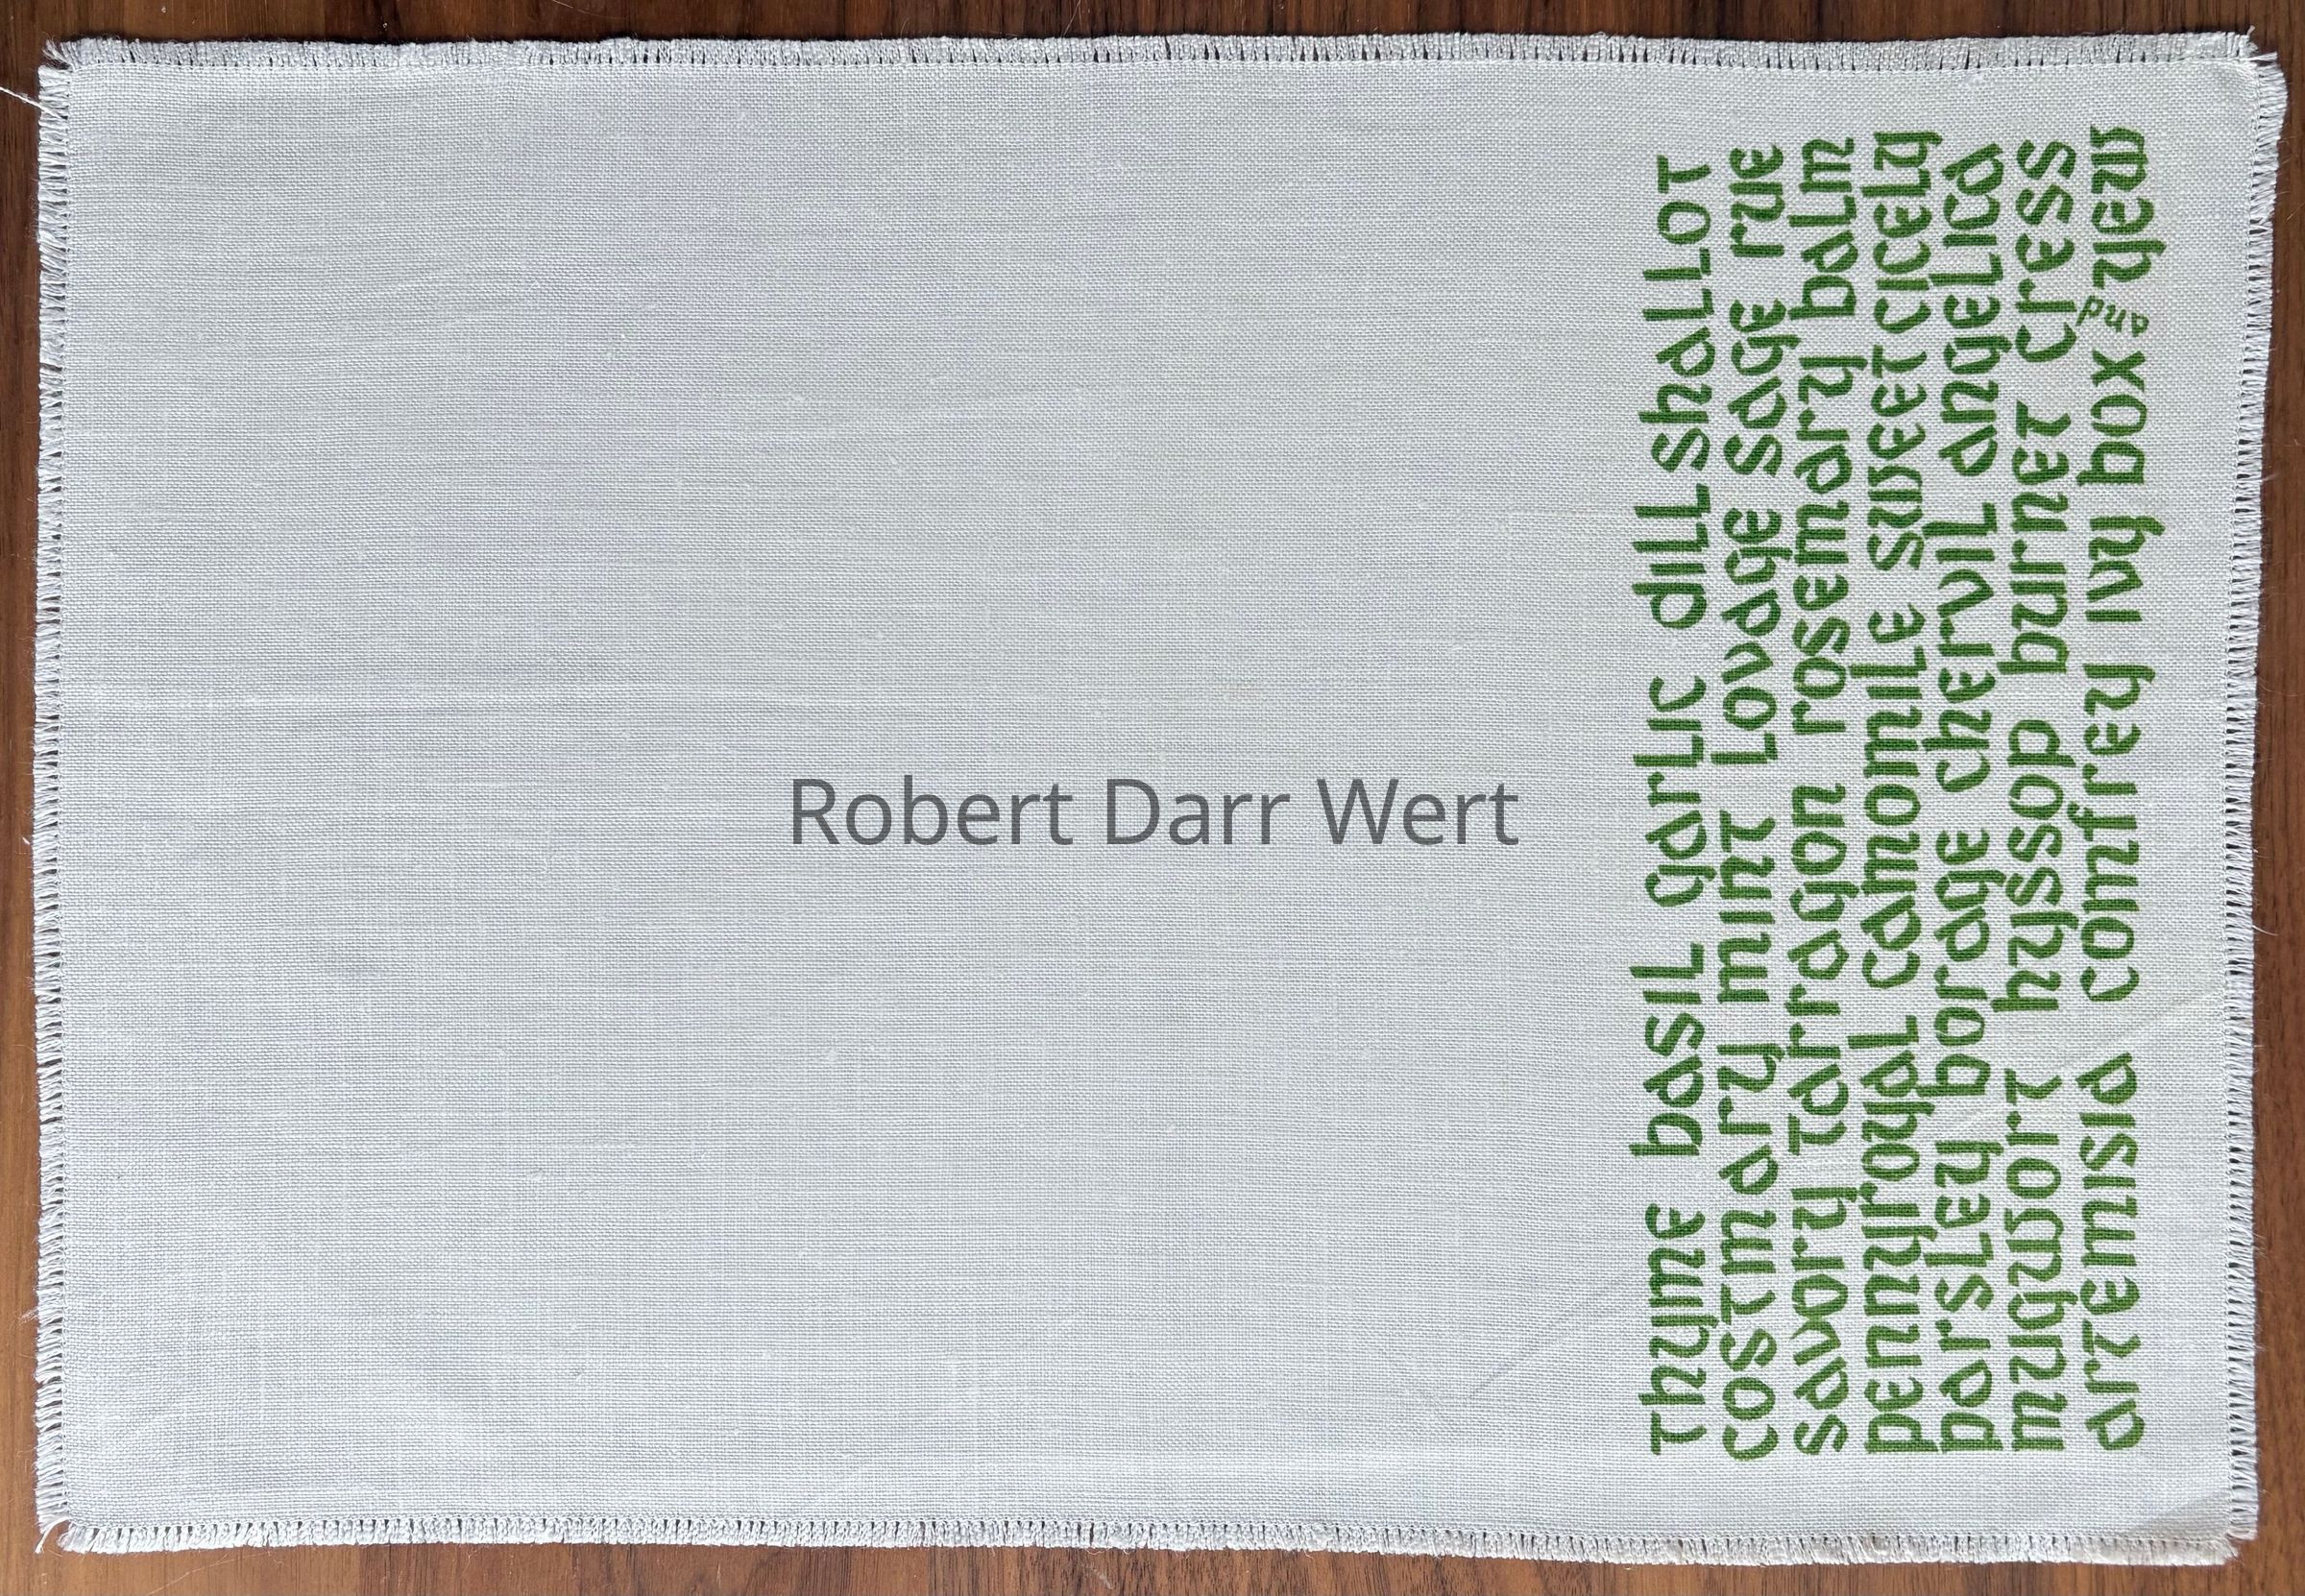 thyme basil garlic dill shallot
costmary mint lovage sage rue
savory tarragon rosemary balm
pennyroyal camomile sweet cicely
parsley borage chervil angelica
mugwort hyssop burnet cress
artemisia comfrey ivy box and yew
Robert Darr Wert